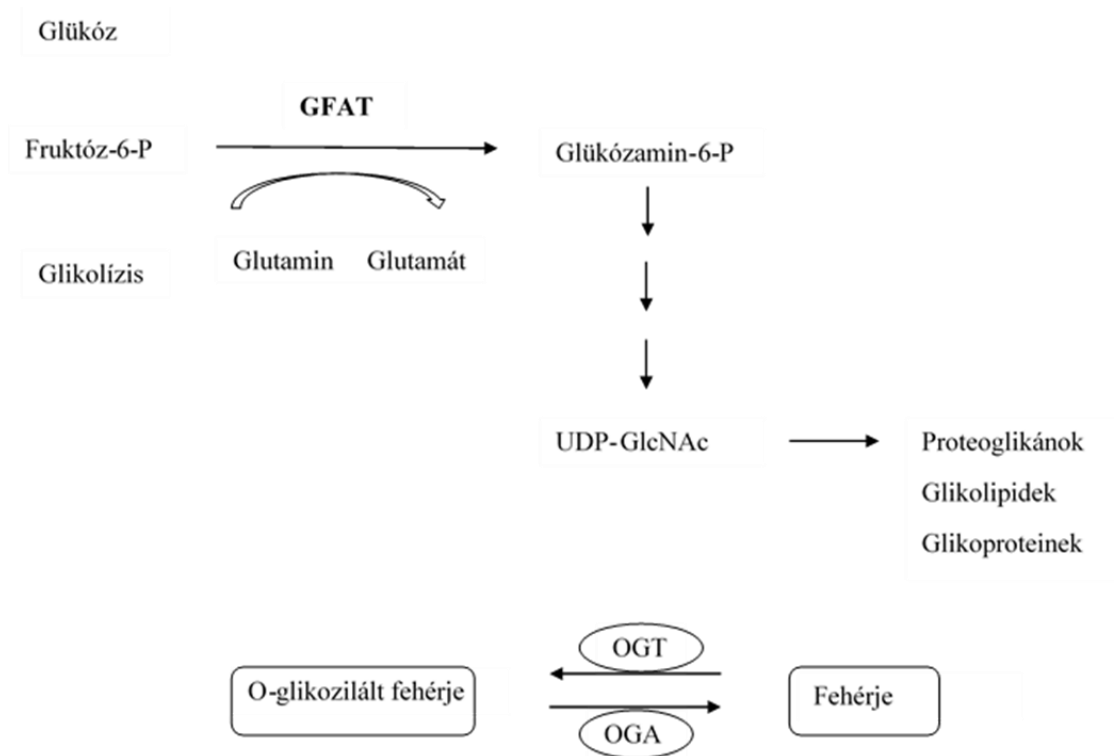 Glükóz
GFAT
Fruktóz-6-P
Glükózamin-6-P
Glutamin Glutamát
Glikolízis
UDP-GlcNAc
Proteoglikánok
Glikolipidek
Glikoproteinek
OGT
O-glikozilált fehérje
Fehérje
OGA